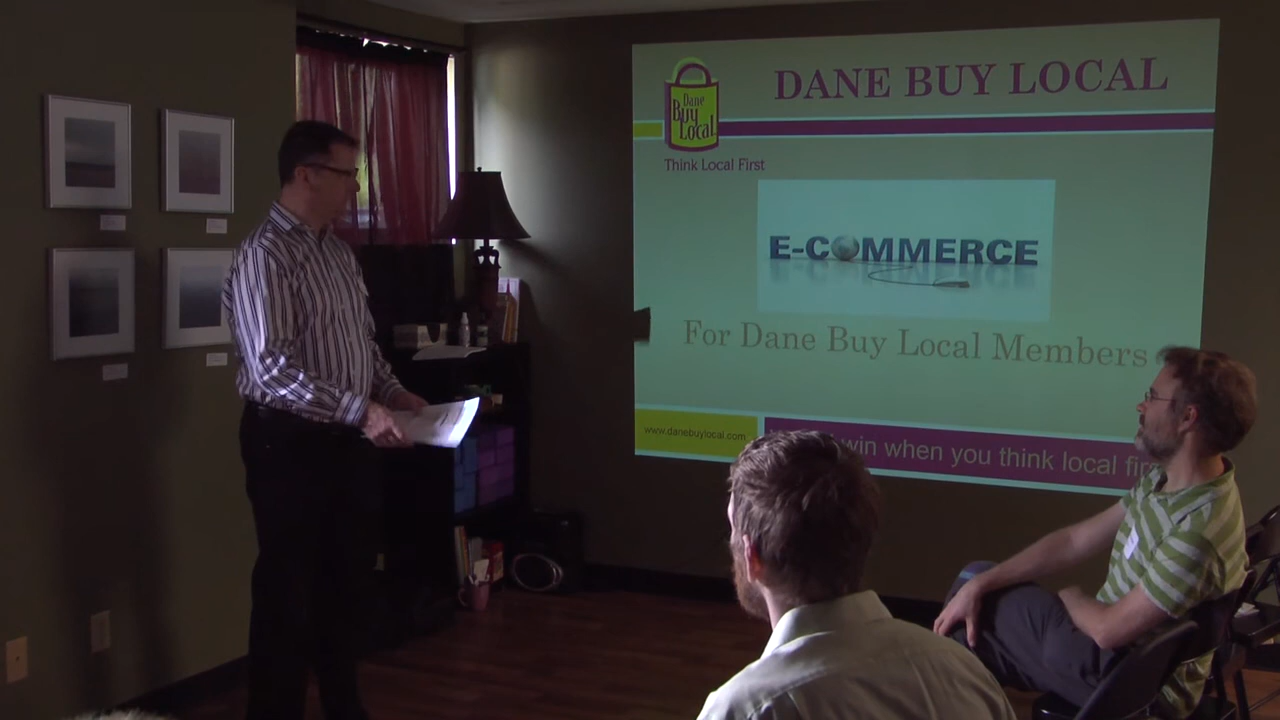 DANE BUY LOCAL
Dane
Buy
Local
Think Local First
E-COMMERCE
For Dane Buy Local Members
www.danebuylocal.com
win when you think local first